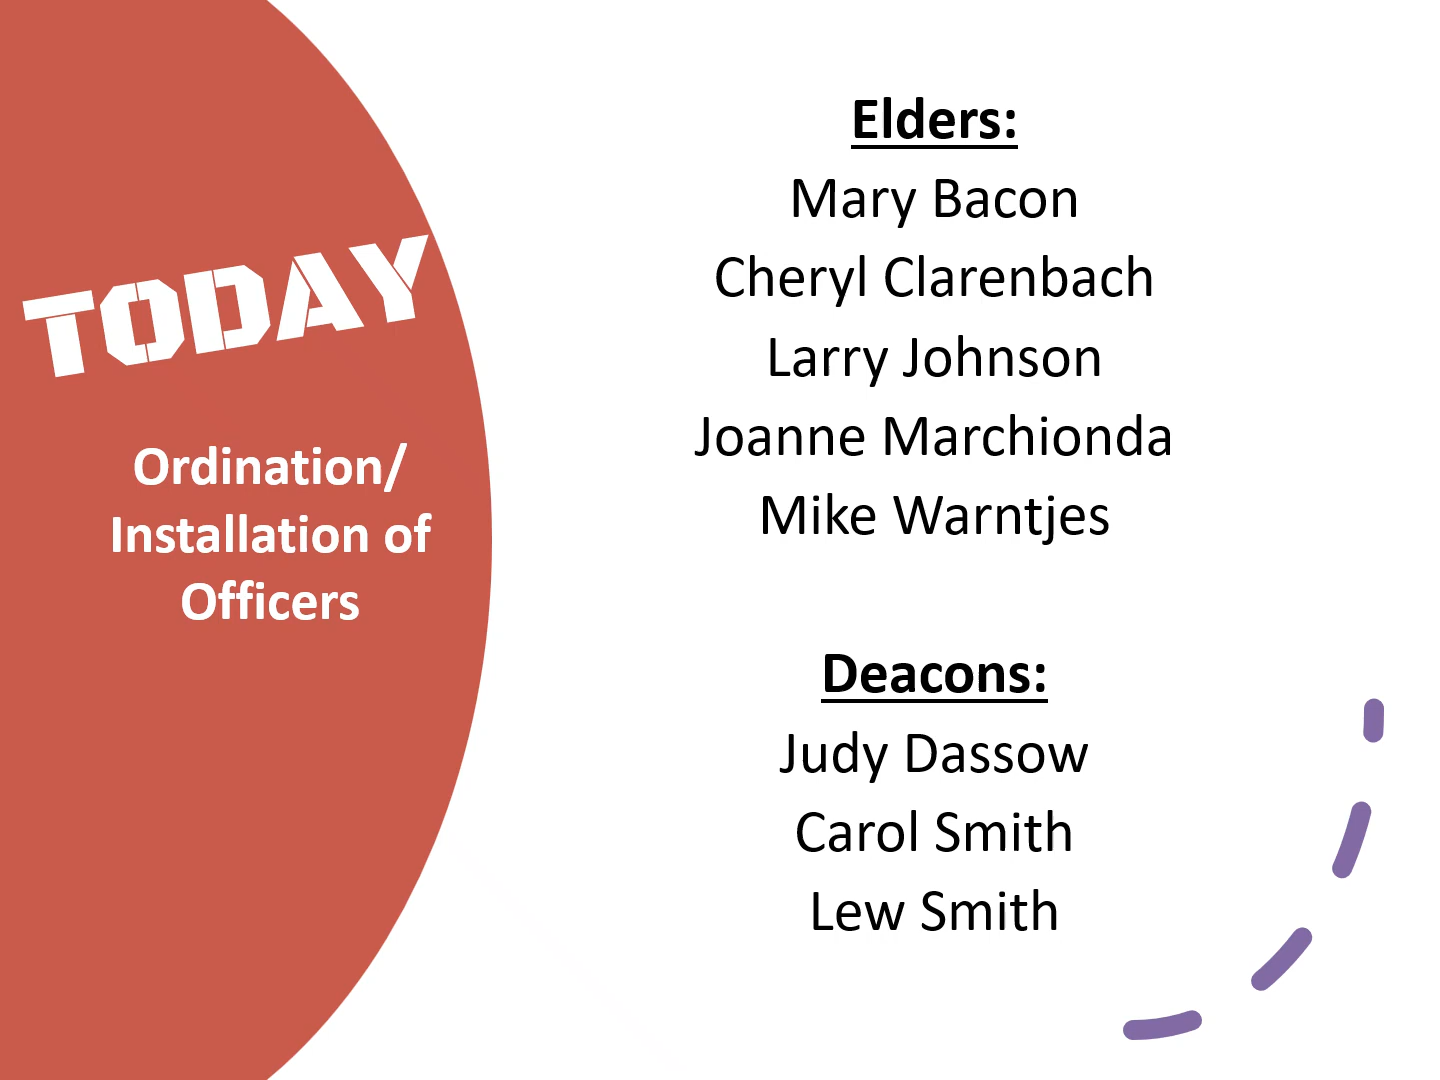 TODAY
Ordination/
Installation of
Officers
Elders:
Mary Bacon
Cheryl Clarenbach
Larry Johnson
Joanne Marchionda
Mike Warntjes
Deacons:
Judy Dassow
Carol Smith
Lew Smith